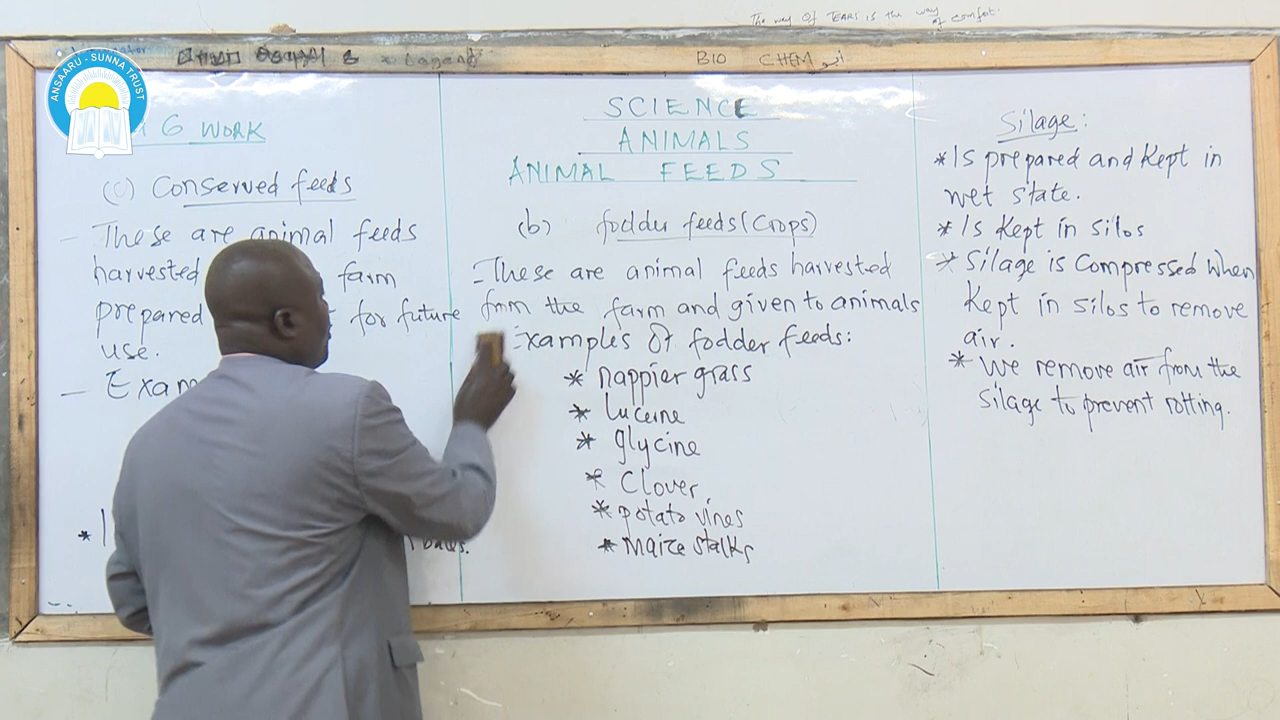 The way OF TEARS is the way
of comfort.
BIO CHEM
ANSAARU - SUNNA TRUST
6 WORK
(c) Conserved feeds
- These are animal feeds
harvested farm
prepared for future
use.
- Exam
*
SCIENCE
ANIMALS
ANIMAL FEEDS
(b) fodder feeds (Crops)
- These are animal feeds harvested
from the farm and given to animals
Examples of fodder feeds:
* nappier grass
* lucerne
* glycine
* Clover
* potato vines
* Maize stalks
Silage:
* Is prepared and kept in
wet state.
* Is kept in silos
* Silage is compressed when
kept in silos to remove
air.
* We remove air from the
silage to prevent rotting.